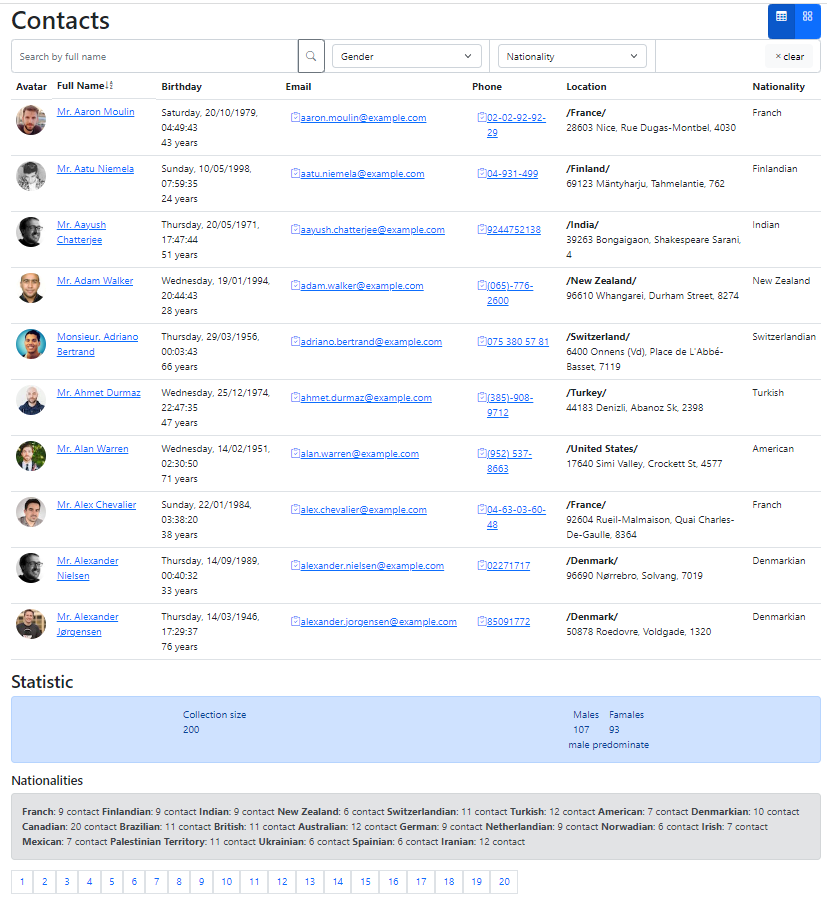 Contacts
Search by full name
Gender
Nationality
× clear
Avatar Full Name Birthday Email Phone Location Nationality
Mr. Aaron Moulin
Saturday, 20/10/1979,
04:49:43
43 years
aaron.moulin@example.com
02-02-92-92-
29
/France/
28603 Nice, Rue Dugas-Montbel, 4030
Franch
Mr. Aatu Niemela
Sunday, 10/05/1998,
07:59:35
24 years
aatu.niemela@example.com
04-931-499
/Finland/
69123 Mäntyharju, Tahmelantie, 762
Finlandian
Mr. Aayush
Chatterjee
Thursday, 20/05/1971,
17:47:44
51 years
aayush.chatterjee@example.com
9244752138
/India/
39263 Bongaigaon, Shakespeare Sarani,
4
Indian
Mr. Adam Walker
Wednesday, 19/01/1994,
20:44:43
28 years
adam.walker@example.com
(065)-776-
2600
/New Zealand/
96610 Whangarei, Durham Street, 8274
New Zealand
Monsieur. Adriano
Bertrand
Thursday, 29/03/1956,
00:03:43
66 years
adriano.bertrand@example.com
075 380 57 81
/Switzerland/
6400 Onnens (Vd), Place de L'Abbé-
Basset, 7119
Switzerlandian
Mr. Ahmet Durmaz
Wednesday, 25/12/1974,
22:47:35
47 years
ahmet.durmaz@example.com
(385)-908-
9712
/Turkey/
44183 Denizli, Abanoz Sk, 2398
Turkish
Mr. Alan Warren
Wednesday, 14/02/1951,
02:30:50
71 years
alan.warren@example.com
(952) 537-
8663
/United States/
17640 Simi Valley, Crockett St, 4577
American
Mr. Alex Chevalier
Sunday, 22/01/1984,
03:38:20
38 years
alex.chevalier@example.com
04-63-03-60-
48
/France/
92604 Rueil-Malmaison, Quai Charles-
De-Gaulle, 8364
Franch
Mr. Alexander
Nielsen
Thursday, 14/09/1989,
00:40:32
33 years
alexander.nielsen@example.com
02271717
/Denmark/
96690 Nørrebro, Solvang, 7019
Denmarkian
Mr. Alexander
Jørgensen
Thursday, 14/03/1946,
17:29:37
76 years
alexander.jorgensen@example.com
85091772
/Denmark/
50878 Roedovre, Voldgade, 1320
Denmarkian
Statistic
Collection size
200
Males Famales
107 93
male predominate
Nationalities
Franch: 9 contact Finlandian: 9 contact Indian: 9 contact New Zealand: 6 contact Switzerlandian: 11 contact Turkish: 12 contact American: 7 contact Denmarkian: 10 contact
Canadian: 20 contact Brazilian: 11 contact British: 11 contact Australian: 12 contact German: 9 contact Netherlandian: 9 contact Norwadian: 6 contact Irish: 7 contact
Mexican: 7 contact Palestinian Territory: 11 contact Ukrainian: 6 contact Spainian: 6 contact Iranian: 12 contact
1 2 3 4 5 6 7 8 9 10 11 12 13 14 15 16 17 18 19 20